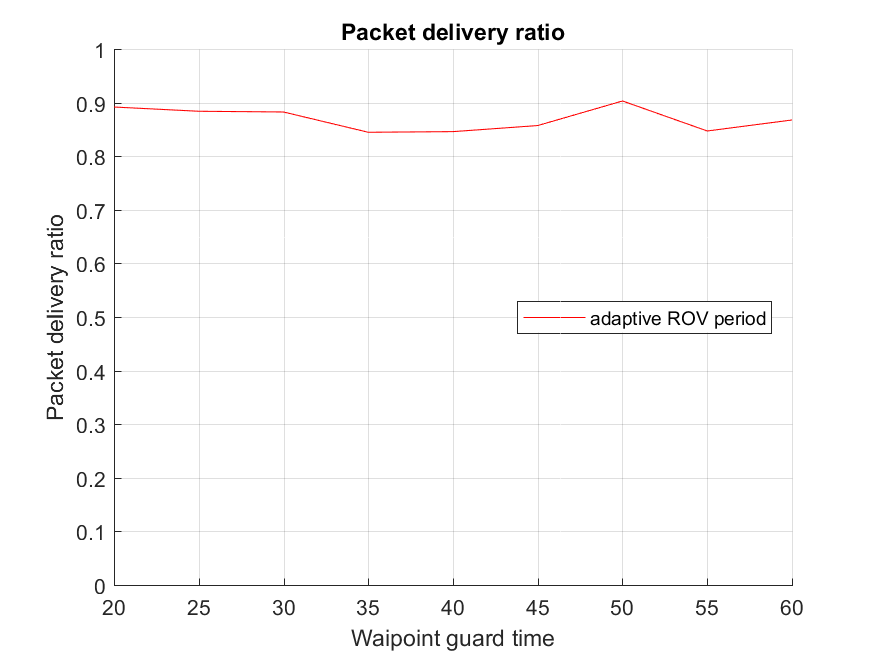 Packet delivery ratio
1
0.9
0.8
0.7
0.6
0.5
0.4
0.3
0.2
0.1
0
Packet delivery ratio
adaptive ROV period
20 25 30 35 40 45 50 55 60
Waipoint guard time